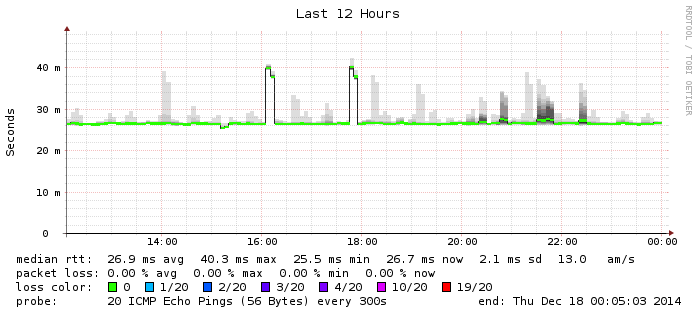 Last 12 Hours
RRDTOOL / TOBI OETIKER
Seconds
40 m
30 m
20 m
10 m
0
14:00 16:00 18:00 20:00 22:00 00:00
median rtt: 26.9 ms avg 40.3 ms max 25.5 ms min 26.7 ms now 2.1 ms sd 13.0 am/s
packet loss: 0.00 % avg 0.00 % max 0.00 % min 0.00 % now
loss color: 0 1/20 2/20 3/20 4/20 10/20 19/20
probe: 20 ICMP Echo Pings (56 Bytes) every 300s end: Thu Dec 18 00:05:03 2014